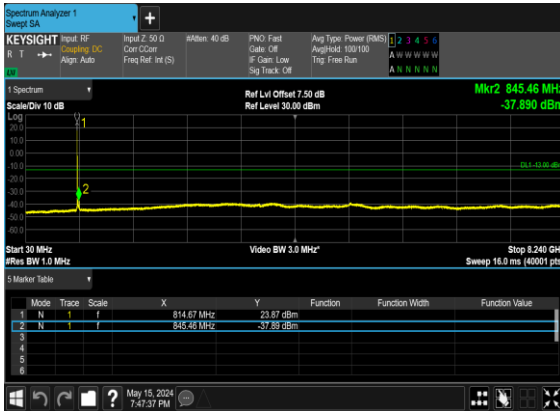 Spectrum Analyzer 1
Swept SA
+
KEYSIGHT Input: RF Input Z: 50 Ω #Atten: 40 dB PNO: Fast Avg Type: Power (RMS) 1 2 3 4 5 6
R T Coupling: DC Corr CCorr Gate: Off Avg|Hold: 100/100 A W W W W W
Align: Auto Freq Ref: Int (S) IF Gain: Low Trig: Free Run
Sig Track: Off A N N N N N
1 Spectrum
Scale/Div 10 dB
Ref Lvl Offset 7.50 dB
Ref Level 30.00 dBm
Mkr2 845.46 MHz
-37.890 dBm
Log
20.0
10.0
0.00
-10.0
-20.0
-30.0
-40.0
-50.0
-60.0
1
2
DL1 -13.00 dBm
Start 30 MHz Video BW 3.0 MHz* Stop 8.240 GHz
#Res BW 1.0 MHz Sweep 16.0 ms (40001 pts)
5 Marker Table
Mode Trace Scale X Y Function Function Width Function Value
1 N 1 f 814.67 MHz 23.87 dBm
2 N 1 f 845.46 MHz -37.89 dBm
3
4
5
6
?
May 15, 2024
7:47:37 PM